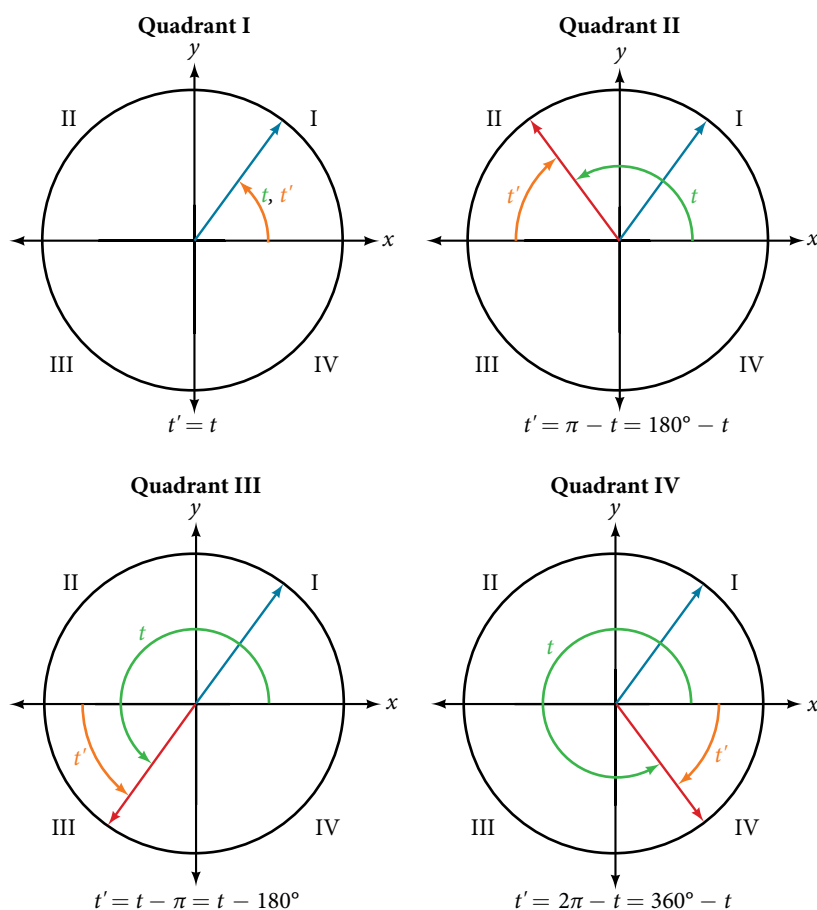 Quadrant I
y
II
I
t, t′
x
III
IV
t′ = t
Quadrant II
y
II
I
t′
t
x
III
IV
t′ = π − t = 180° − t
Quadrant III
y
II
I
t
x
t′
III
IV
t′ = t − π = t − 180°
Quadrant IV
y
II
I
t
x
t′
III
IV
t′ = 2π − t = 360° − t